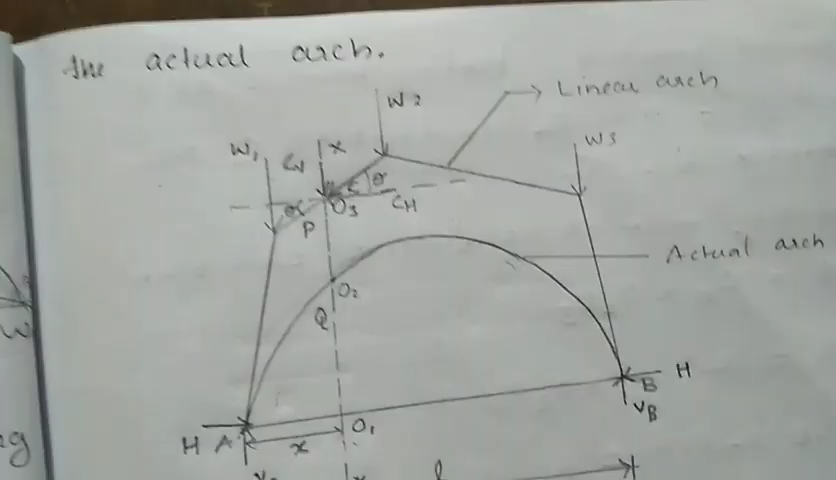 the actual arch.
W2
Linear arch
W1
Cv
x
W3
α
θ
C
O3
CH
P
Actual arch
O2
Q
H
B
VB
H A
x
O1
l